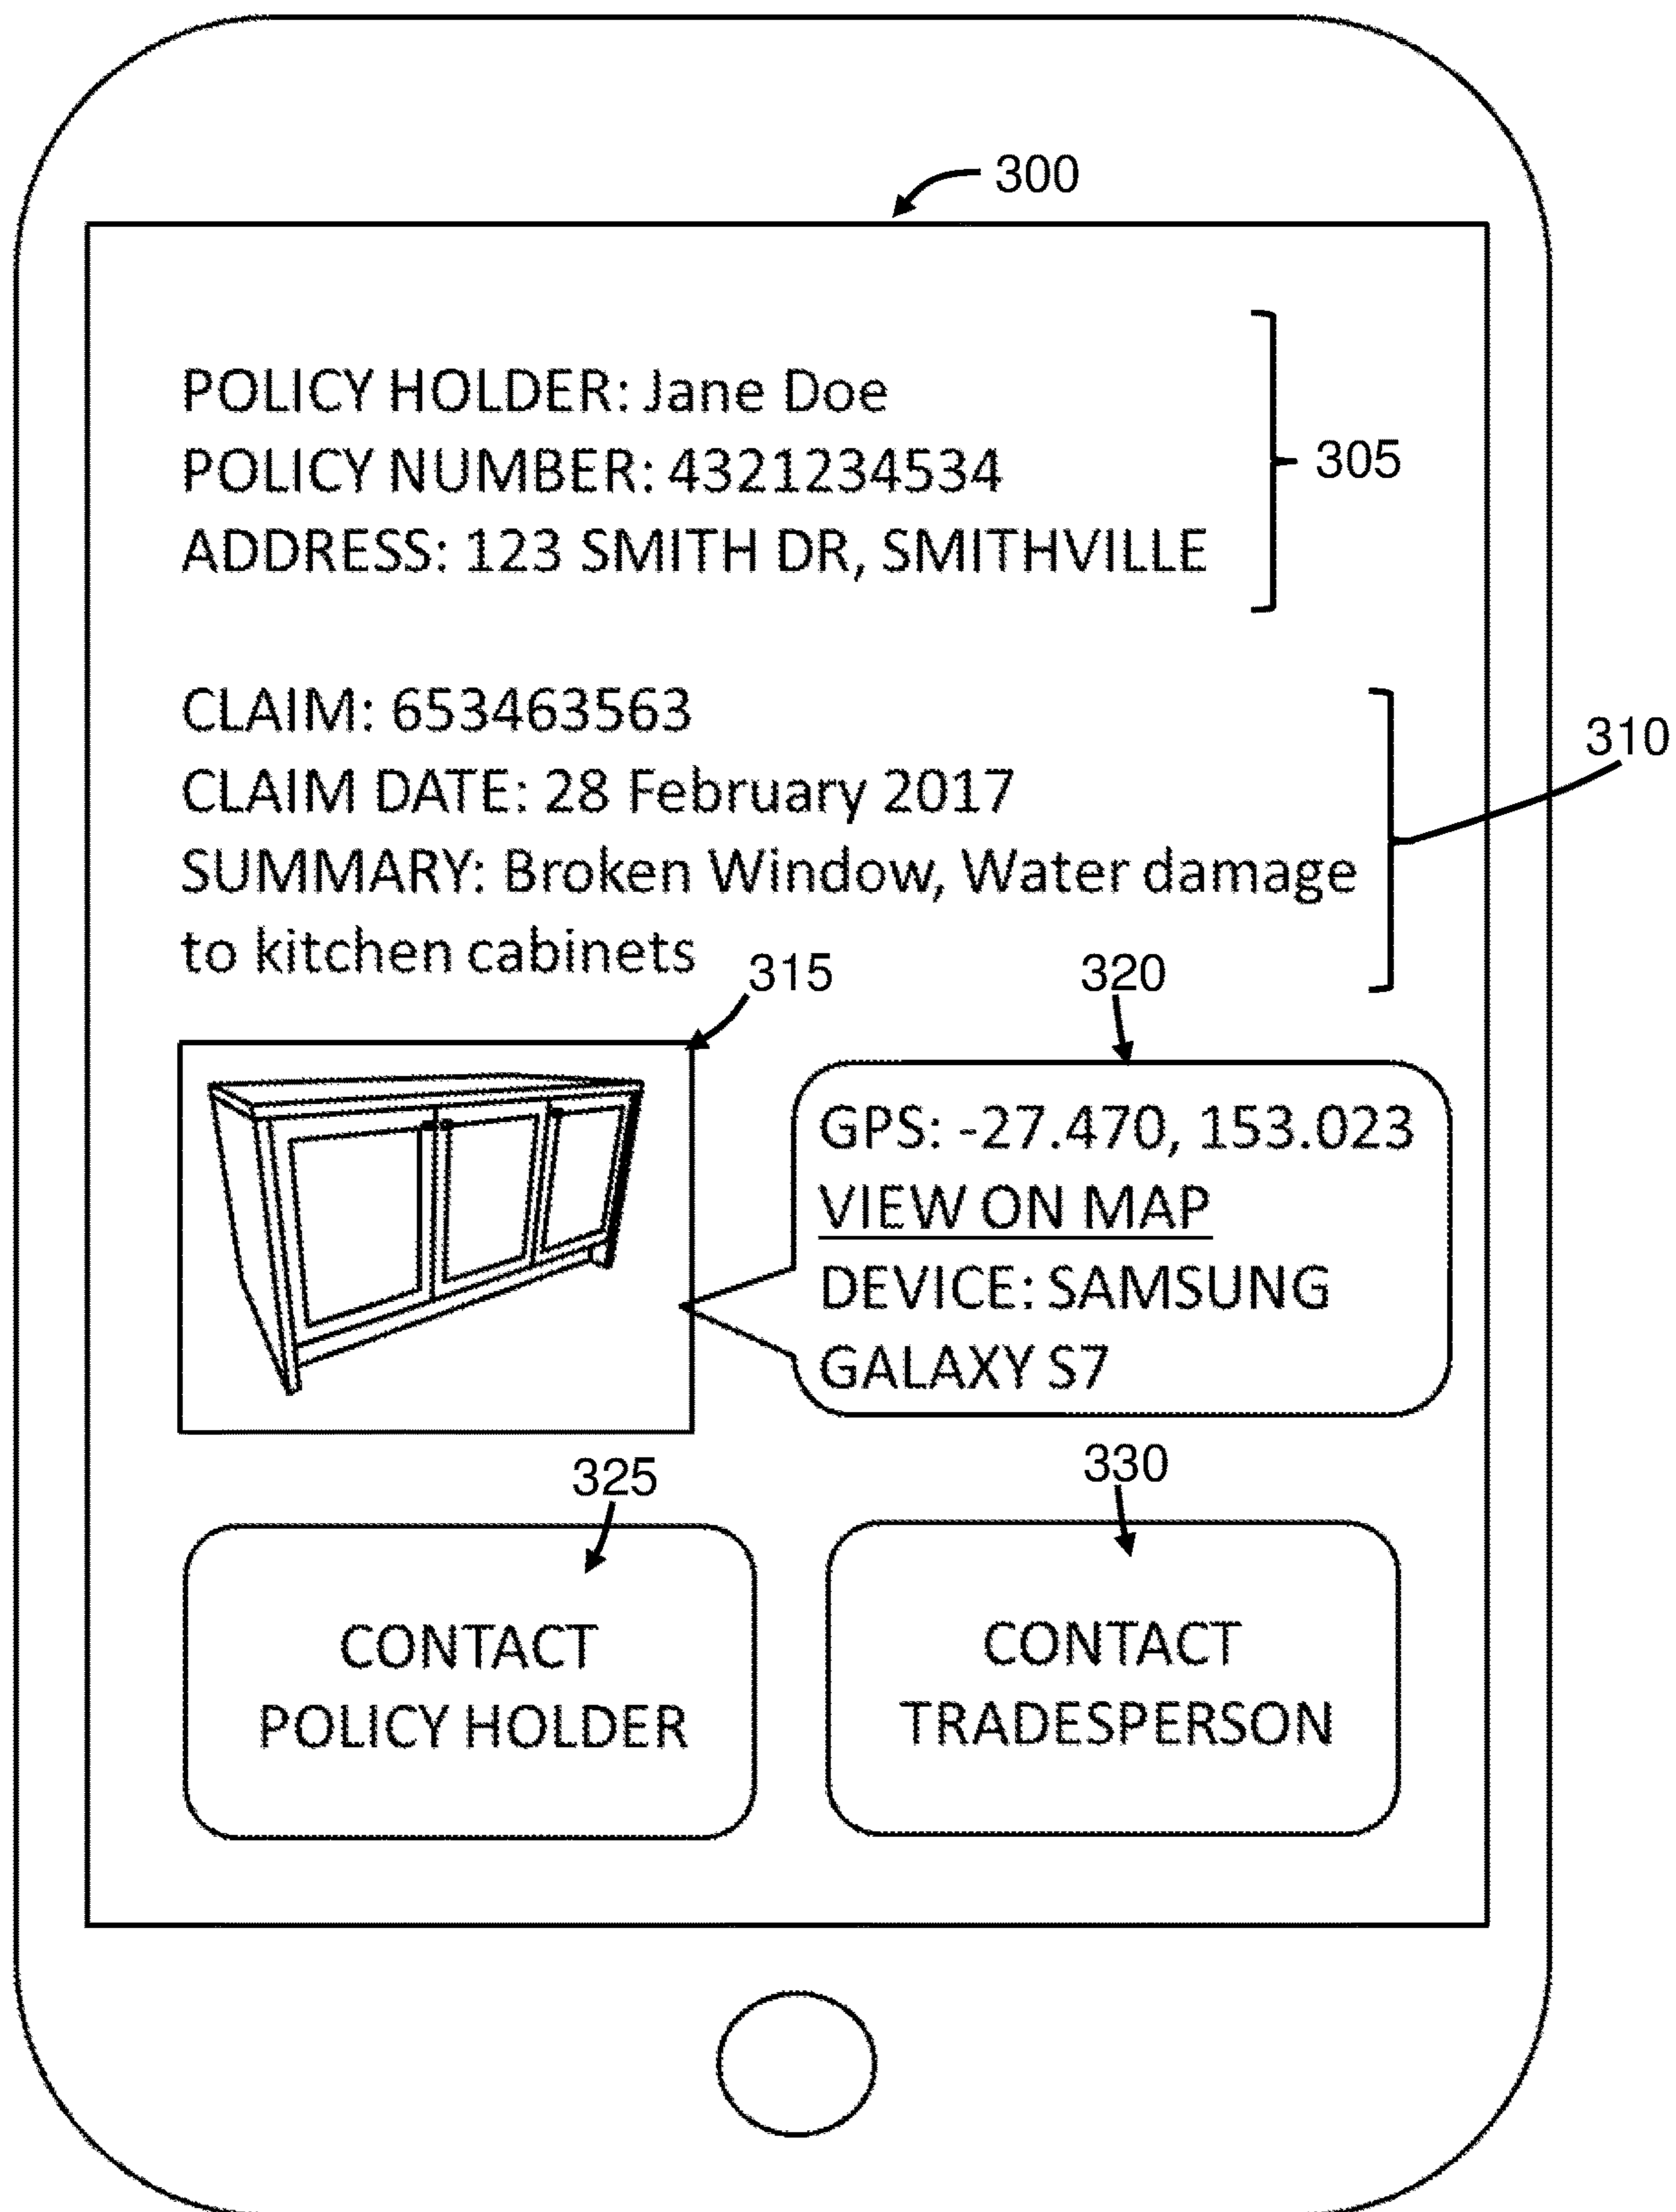 300
POLICY HOLDER: Jane Doe
POLICY NUMBER: 4321234534
305
ADDRESS: 123 SMITH DR, SMITHVILLE
CLAIM: 653463563
310
CLAIM DATE: 28 February 2017
SUMMARY: Broken Window, Water damage
to kitchen cabinets
315
320
GPS: -27.470, 153.023
VIEW ON MAP
DEVICE: SAMSUNG
GALAXY S7
325
330
CONTACT
POLICY HOLDER
CONTACT
TRADESPERSON